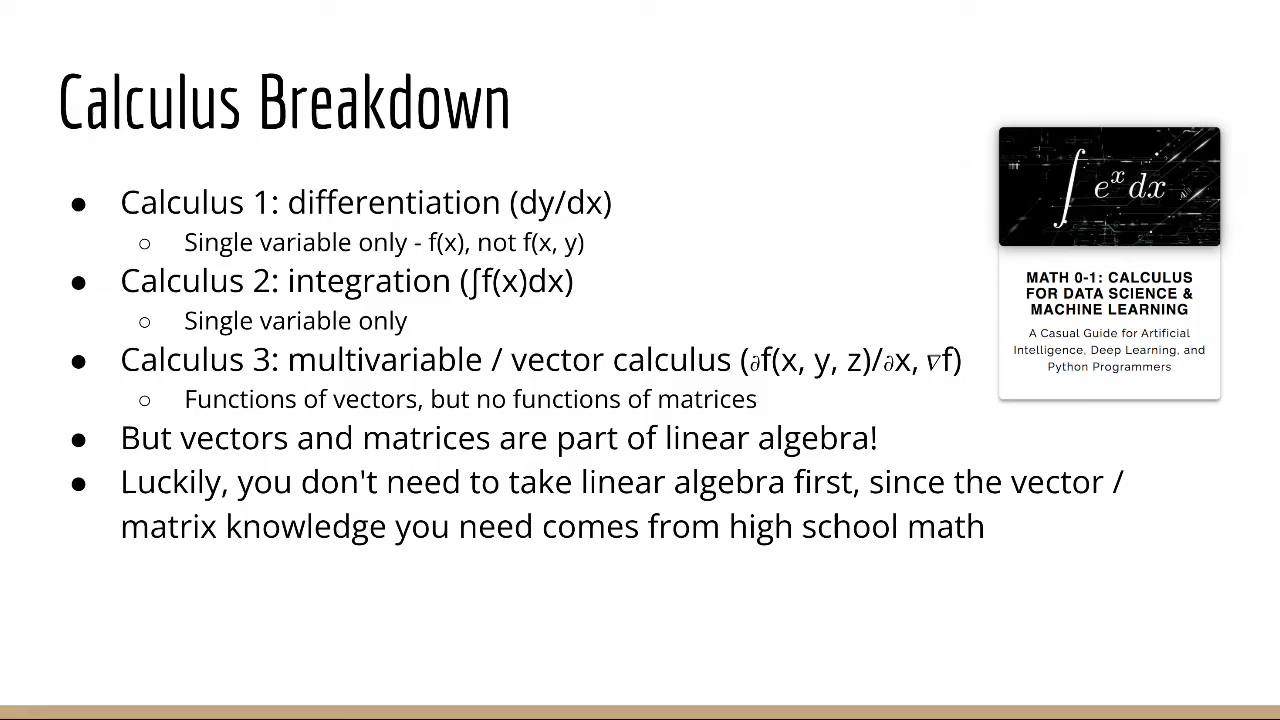 Calculus Breakdown
● Calculus 1: differentiation (dy/dx)
○ Single variable only - f(x), not f(x, y)
● Calculus 2: integration (∫f(x)dx)
○ Single variable only
● Calculus 3: multivariable / vector calculus (∂f(x, y, z)/∂x, ∇f)
○ Functions of vectors, but no functions of matrices
● But vectors and matrices are part of linear algebra!
● Luckily, you don't need to take linear algebra first, since the vector /
matrix knowledge you need comes from high school math
∫ eˣ dx
MATH 0-1: CALCULUS
FOR DATA SCIENCE &
MACHINE LEARNING
A Casual Guide for Artificial
Intelligence, Deep Learning, and
Python Programmers